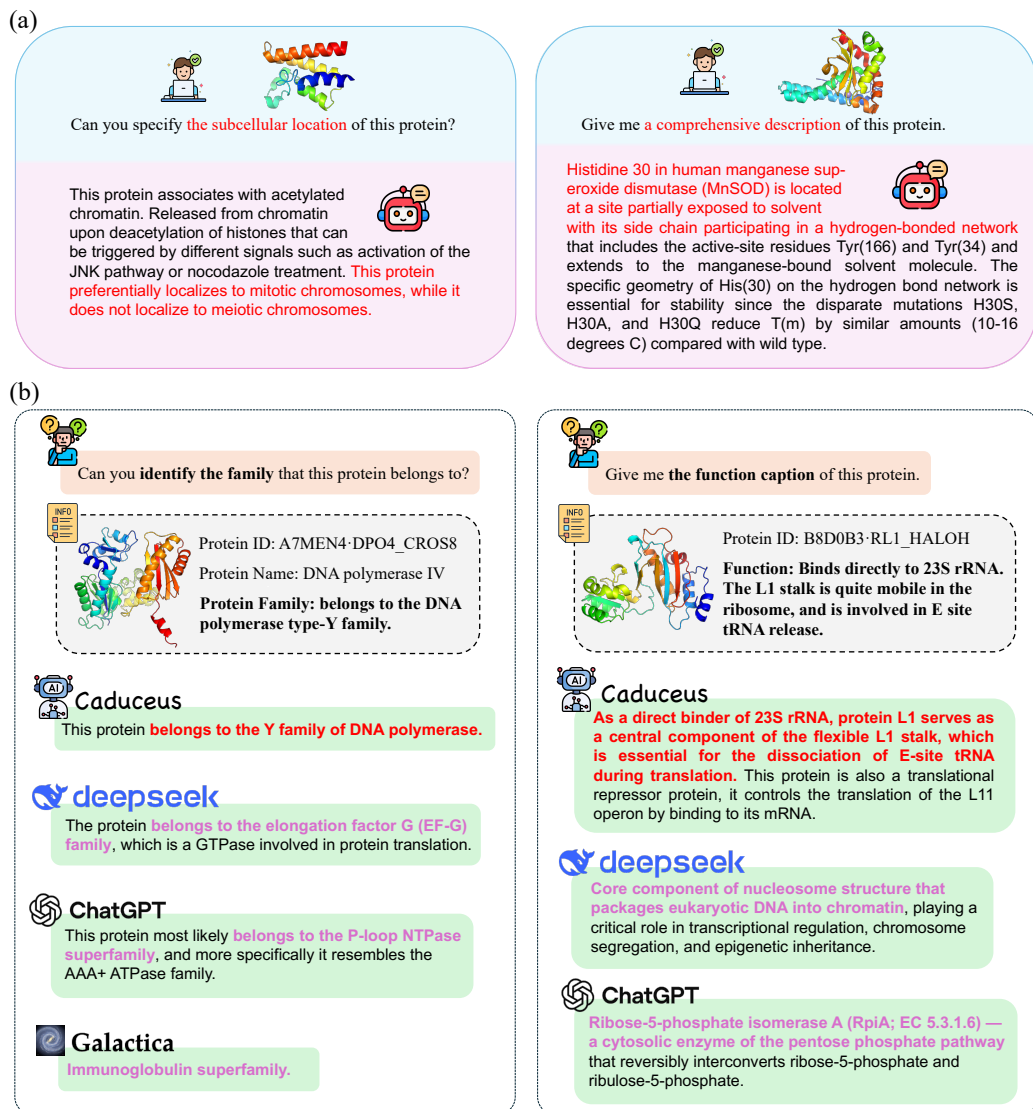 (a)
Can you specify the subcellular location of this protein?
This protein associates with acetylated
chromatin. Released from chromatin
upon deacetylation of histones that can
be triggered by different signals such as activation of the
JNK pathway or nocodazole treatment. This protein
preferentially localizes to mitotic chromosomes, while it
does not localize to meiotic chromosomes.
Give me a comprehensive description of this protein.
Histidine 30 in human manganese sup-
eroxide dismutase (MnSOD) is located
at a site partially exposed to solvent
with its side chain participating in a hydrogen-bonded network
that includes the active-site residues Tyr(166) and Tyr(34) and
extends to the manganese-bound solvent molecule. The
specific geometry of His(30) on the hydrogen bond network is
essential for stability since the disparate mutations H30S,
H30A, and H30Q reduce T(m) by similar amounts (10-16
degrees C) compared with wild type.
(b)
Can you identify the family that this protein belongs to?
INFO
Protein ID: A7MEN4·DPO4_CROS8
Protein Name: DNA polymerase IV
Protein Family: belongs to the DNA
polymerase type-Y family.
AI
Caduceus
This protein belongs to the Y family of DNA polymerase.
deepseek
The protein belongs to the elongation factor G (EF-G)
family, which is a GTPase involved in protein translation.
ChatGPT
This protein most likely belongs to the P-loop NTPase
superfamily, and more specifically it resembles the
AAA+ ATPase family.
Galactica
Immunoglobulin superfamily.
Give me the function caption of this protein.
INFO
Protein ID: B8D0B3·RL1_HALOH
Function: Binds directly to 23S rRNA.
The L1 stalk is quite mobile in the
ribosome, and is involved in E site
tRNA release.
AI
Caduceus
As a direct binder of 23S rRNA, protein L1 serves as
a central component of the flexible L1 stalk, which
is essential for the dissociation of E-site tRNA
during translation. This protein is also a translational
repressor protein, it controls the translation of the L11
operon by binding to its mRNA.
deepseek
Core component of nucleosome structure that
packages eukaryotic DNA into chromatin, playing a
critical role in transcriptional regulation, chromosome
segregation, and epigenetic inheritance.
ChatGPT
Ribose-5-phosphate isomerase A (RpiA; EC 5.3.1.6) —
a cytosolic enzyme of the pentose phosphate pathway
that reversibly interconverts ribose-5-phosphate and
ribulose-5-phosphate.